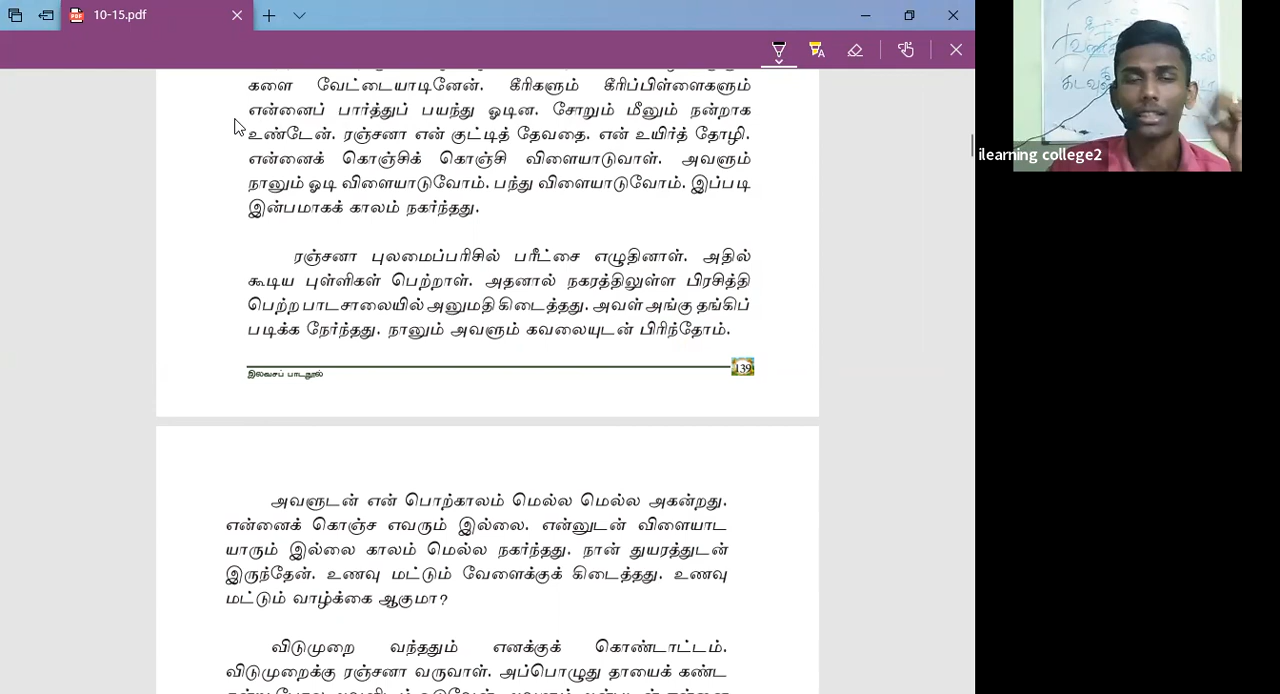 10-15.pdf
களை வேட்டையாடினேன். கீரிகளும் கீரிப்பிள்ளைகளும்
என்னைப் பார்த்துப் பயந்து ஓடின. சோறும் மீனும் நன்றாக
உண்டேன். ரஞ்சனா என் குட்டித் தேவதை. என் உயிர்த் தோழி.
என்னைக் கொஞ்சிக் கொஞ்சி விளையாடுவாள். அவளும்
நானும் ஓடி விளையாடுவோம். பந்து விளையாடுவோம். இப்படி
இன்பமாகக் காலம் நகர்ந்தது.
ரஞ்சனா புலமைப்பரிசில் பரீட்சை எழுதினாள். அதில்
கூடிய புள்ளிகள் பெற்றாள். அதனால் நகரத்திலுள்ள பிரசித்தி
பெற்ற பாடசாலையில் அனுமதி கிடைத்தது. அவள் அங்கு தங்கிப்
படிக்க நேர்ந்தது. நானும் அவளும் கவலையுடன் பிரிந்தோம்.
இலவசப் பாடநூல்
139
அவளுடன் என் பொற்காலம் மெல்ல மெல்ல அகன்றது.
என்னைக் கொஞ்ச எவரும் இல்லை. என்னுடன் விளையாட
யாரும் இல்லை காலம் மெல்ல நகர்ந்தது. நான் துயரத்துடன்
இருந்தேன். உணவு மட்டும் வேளைக்குக் கிடைத்தது. உணவு
மட்டும் வாழ்க்கை ஆகுமா?
விடுமுறை வந்ததும் எனக்குக் கொண்டாட்டம்.
விடுமுறைக்கு ரஞ்சனா வருவாள். அப்பொழுது தாயைக் கண்ட
ilearning college2